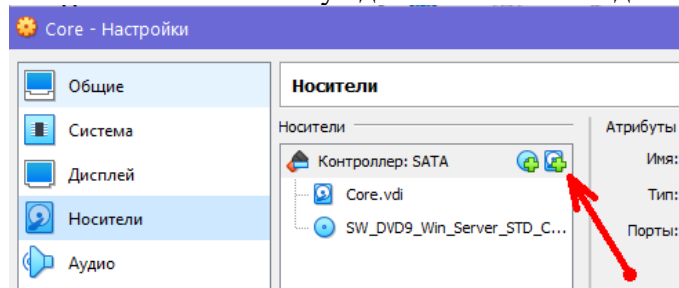 Core - Настройки
Общие
Система
Дисплей
Носители
Аудио
Носители
Носители
Контроллер: SATA
Core.vdi
SW_DVD9_Win_Server_STD_C...
Атрибуты
Имя:
Тип:
Порты: